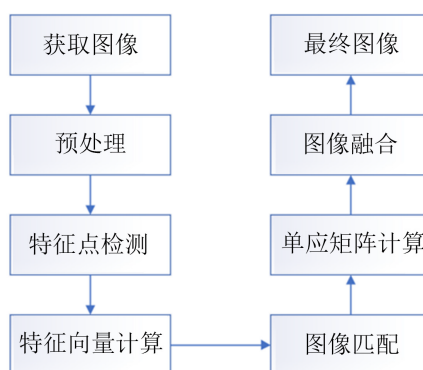 获取图像
预处理
特征点检测
特征向量计算
图像匹配
单应矩阵计算
图像融合
最终图像